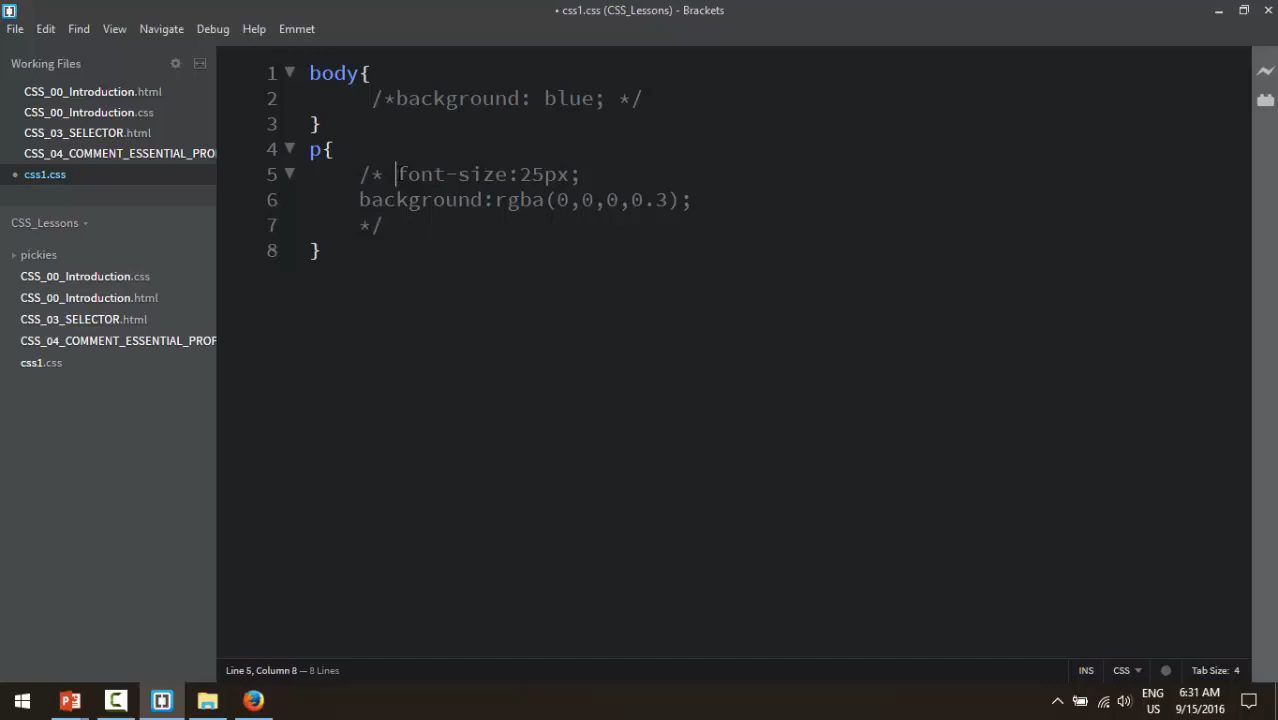 • css1.css (CSS_Lessons) - Brackets
File Edit Find View Navigate Debug Help Emmet
Working Files
CSS_00_Introduction.html
CSS_00_Introduction.css
CSS_03_SELECTOR.html
CSS_04_COMMENT_ESSENTIAL_PRO
• css1.css
CSS_Lessons
pickies
CSS_00_Introduction.css
CSS_00_Introduction.html
CSS_03_SELECTOR.html
CSS_04_COMMENT_ESSENTIAL_PROF
css1.css
1 body{
2 /*background: blue; */
3 }
4 p{
5 /* font-size:25px;
6 background:rgba(0,0,0,0.3);
7 */
8 }
Line 5, Column 8 — 8 Lines
INS CSS Tab Size: 4
ENG 6:31 AM
US 9/15/2016